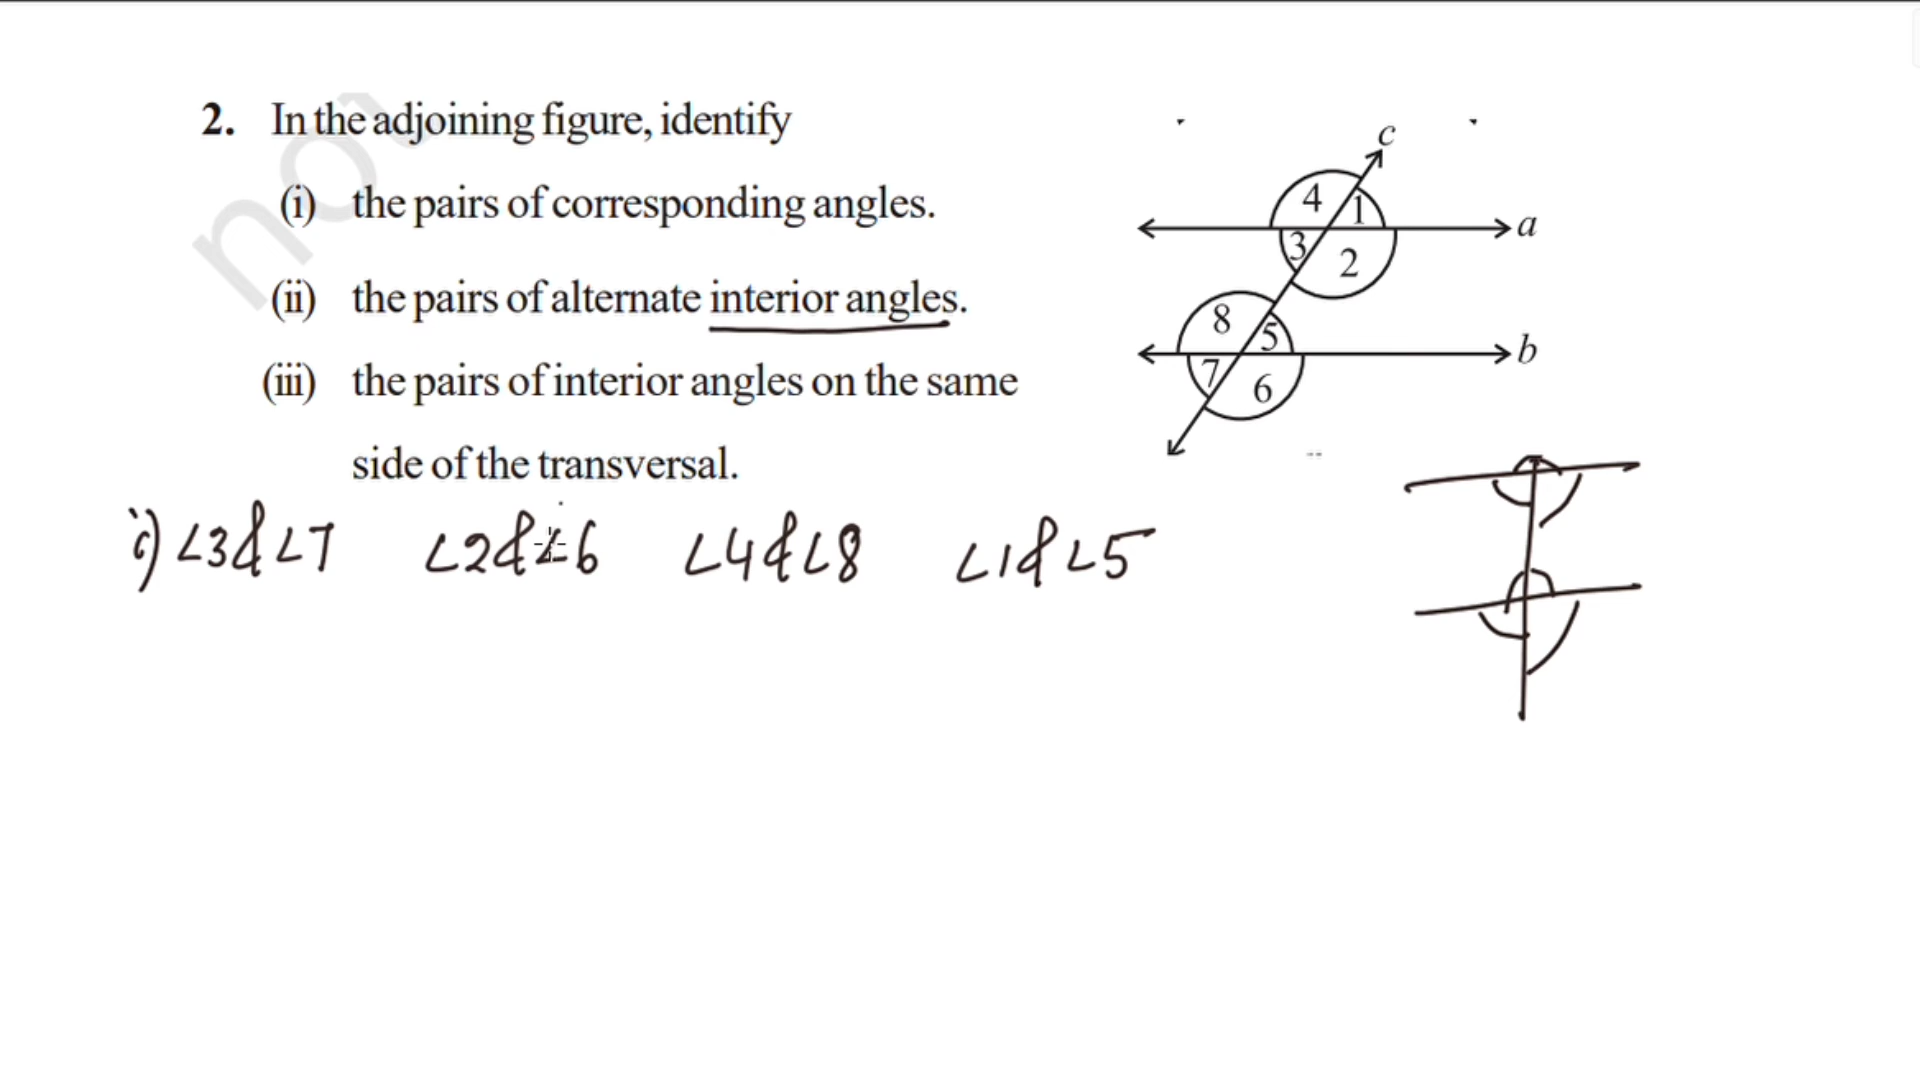 2. In the adjoining figure, identify
(i) the pairs of corresponding angles.
(ii) the pairs of alternate interior angles.
(iii) the pairs of interior angles on the same
side of the transversal.
c
4 1
a
3 2
8 5
b
7 6
i) ∠3 & ∠7 ∠2 & ∠6 ∠4 & ∠8 ∠1 & ∠5
not